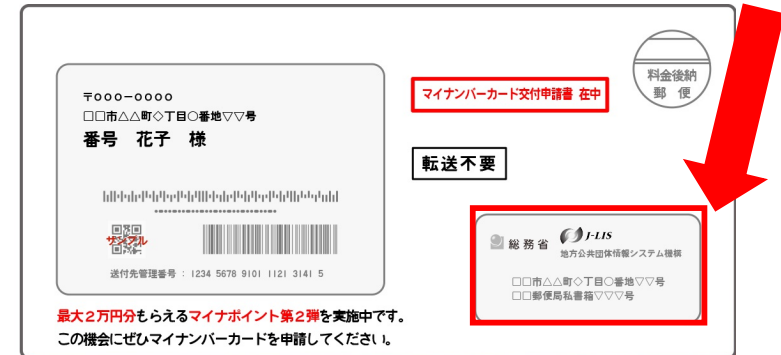 料金後納
郵 便
〒000-0000
□□市△△町◇丁目○番地▽▽号
番号 花子 様
マイナンバーカード交付申請書 在中
転送不要
サンプル
送付先管理番号 : 1234 5678 9101 1121 3141 5
総務省 J-LIS
地方公共団体情報システム機構
□□市△△町◇丁目○番地▽▽号
□□郵便局私書箱▽▽▽号
最大2万円分もらえるマイナポイント第2弾を実施中です。
この機会にぜひマイナンバーカードを申請してください。